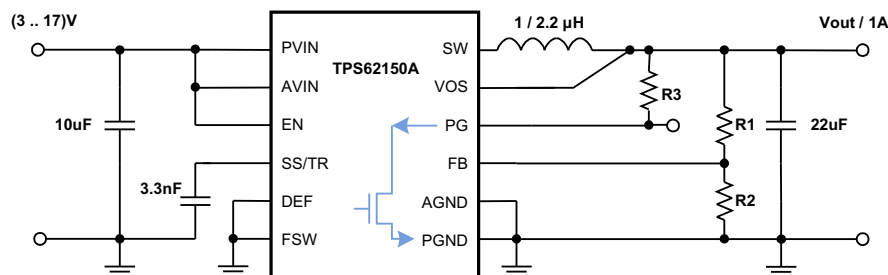 (3 .. 17)V
1 / 2.2 µH
Vout / 1A
TPS62150A
PVIN
SW
AVIN
VOS
R3
10uF
EN
PG
R1
22uF
SS/TR
FB
3.3nF
DEF
AGND
R2
FSW
PGND